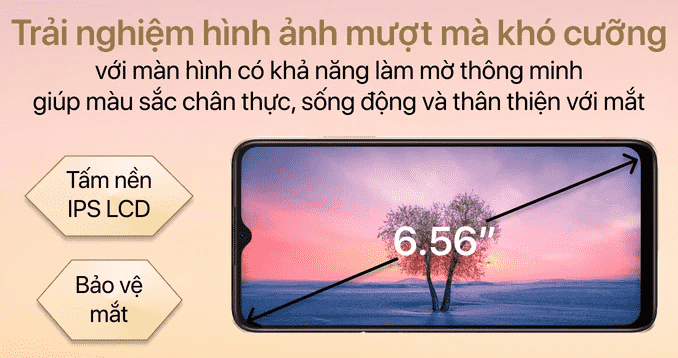 Trải nghiệm hình ảnh mượt mà khó cưỡng
với màn hình có khả năng làm mờ thông minh
giúp màu sắc chân thực, sống động và thân thiện với mắt
Tấm nền
IPS LCD
6.56"
Bảo vệ
mắt